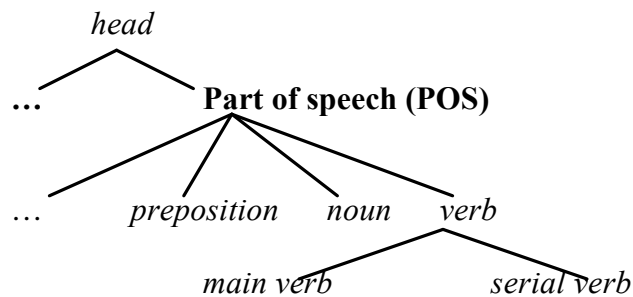 head
... Part of speech (POS)
... preposition noun verb
main verb serial verb